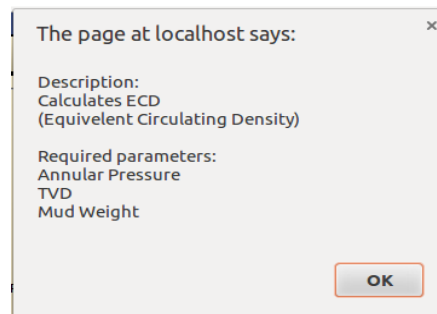 The page at localhost says:
Description:
Calculates ECD
(Equivelent Circulating Density)
Required parameters:
Annular Pressure
TVD
Mud Weight
OK